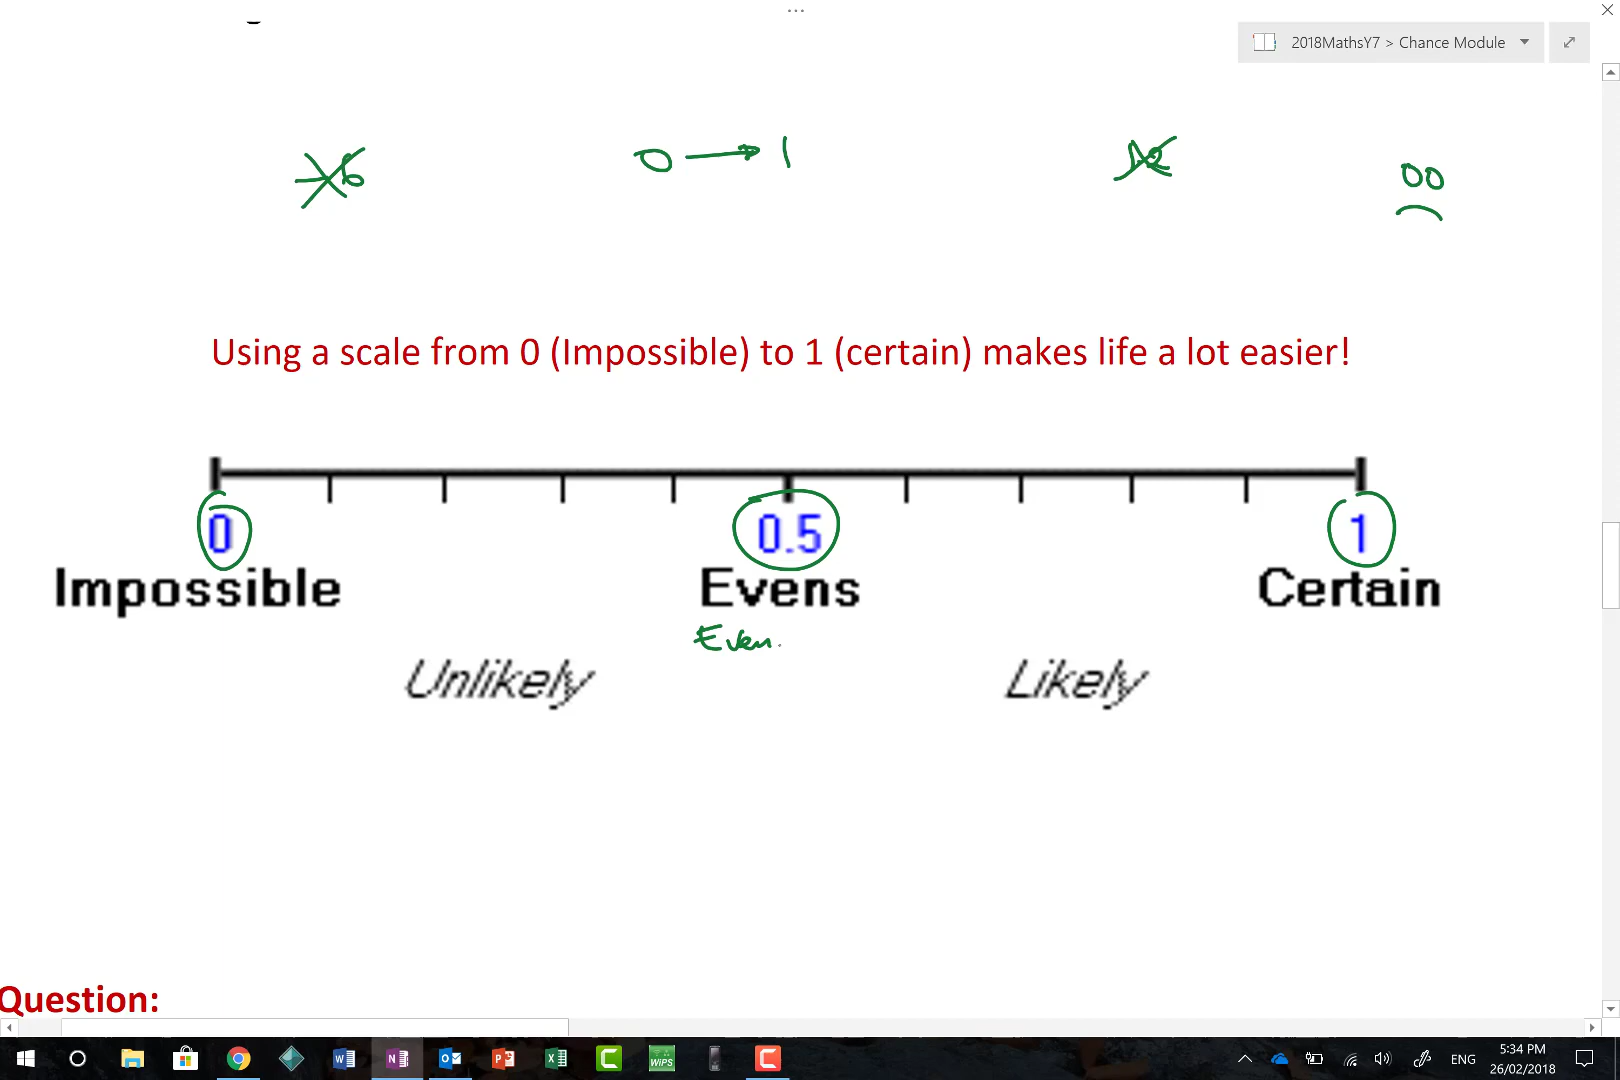 2018MathsY7 > Chance Module
0 → 1
Using a scale from 0 (Impossible) to 1 (certain) makes life a lot easier!
0 0.5 1
Impossible Evens Certain
Even.
Unlikely Likely
Question:
ENG
5:34 PM
26/02/2018